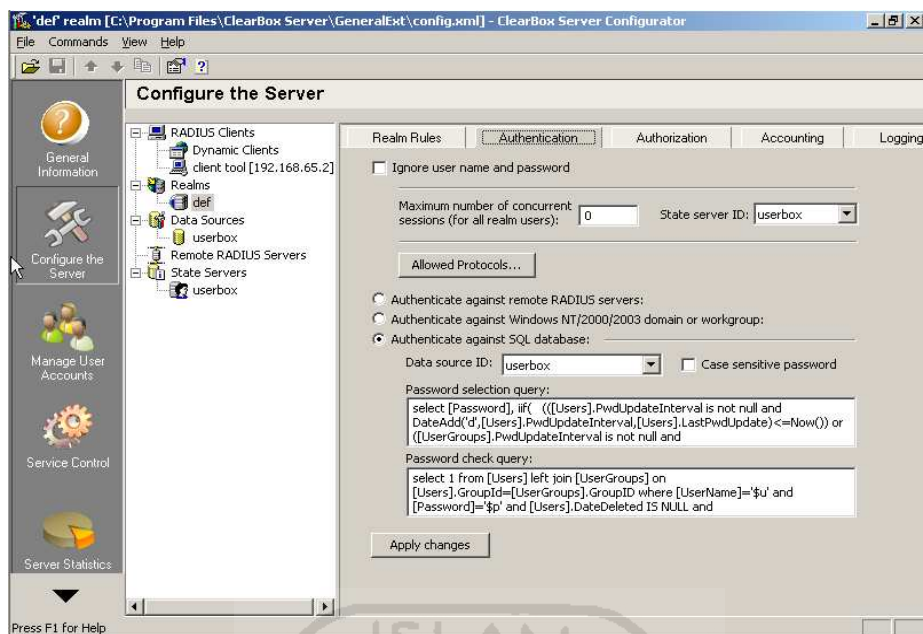 'def' realm [C:\Program Files\ClearBox Server\GeneralExt\config.xml] - ClearBox Server Configurator
File Commands View Help
Configure the Server
General
Information
Configure the
Server
Manage User
Accounts
Service Control
Server Statistics
RADIUS Clients
Dynamic Clients
client tool [192.168.65.2]
Realms
def
Data Sources
userbox
Remote RADIUS Servers
State Servers
userbox
Realm Rules Authentication Authorization Accounting Logging
Ignore user name and password
Maximum number of concurrent
sessions (for all realm users): 0 State server ID: userbox
Allowed Protocols...
Authenticate against remote RADIUS servers:
Authenticate against Windows NT/2000/2003 domain or workgroup:
Authenticate against SQL database:
Data source ID: userbox Case sensitive password
Password selection query:
select [Password], iif( (([Users].PwdUpdateInterval is not null and
DateAdd('d',[Users].PwdUpdateInterval,[Users].LastPwdUpdate)<=Now()) or
([UserGroups].PwdUpdateInterval is not null and
Password check query:
select 1 from [Users] left join [UserGroups] on
[Users].GroupId=[UserGroups].GroupID where [UserName]='$u' and
[Password]='$p' and [Users].DateDeleted IS NULL and
Apply changes
Press F1 for Help
ISLAM